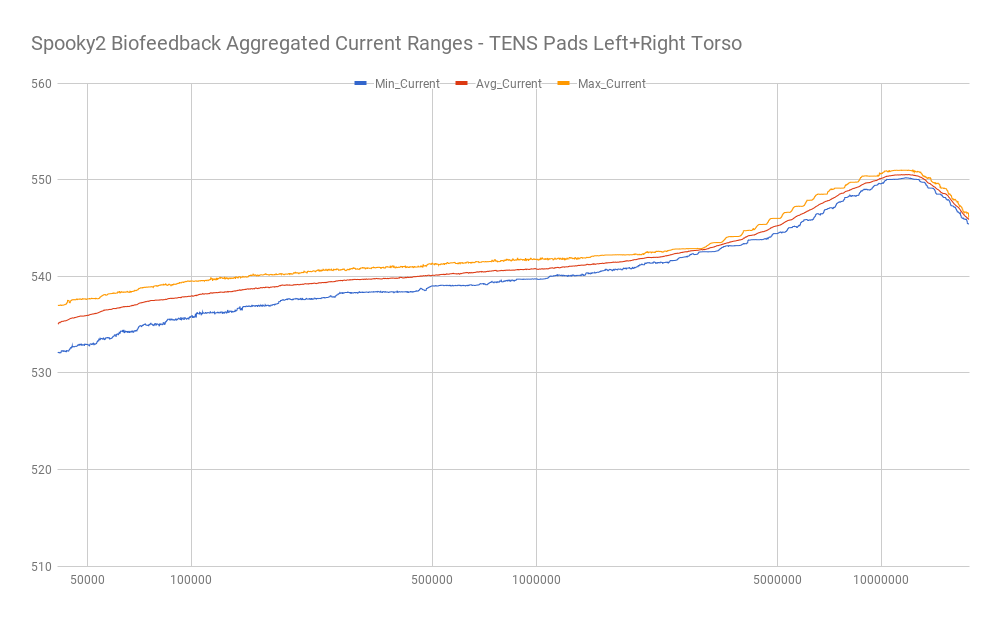 Spooky2 Biofeedback Aggregated Current Ranges - TENS Pads Left+Right Torso
Min_Current Avg_Current Max_Current
560
550
540
530
520
510
50000 100000 500000 1000000 5000000 10000000